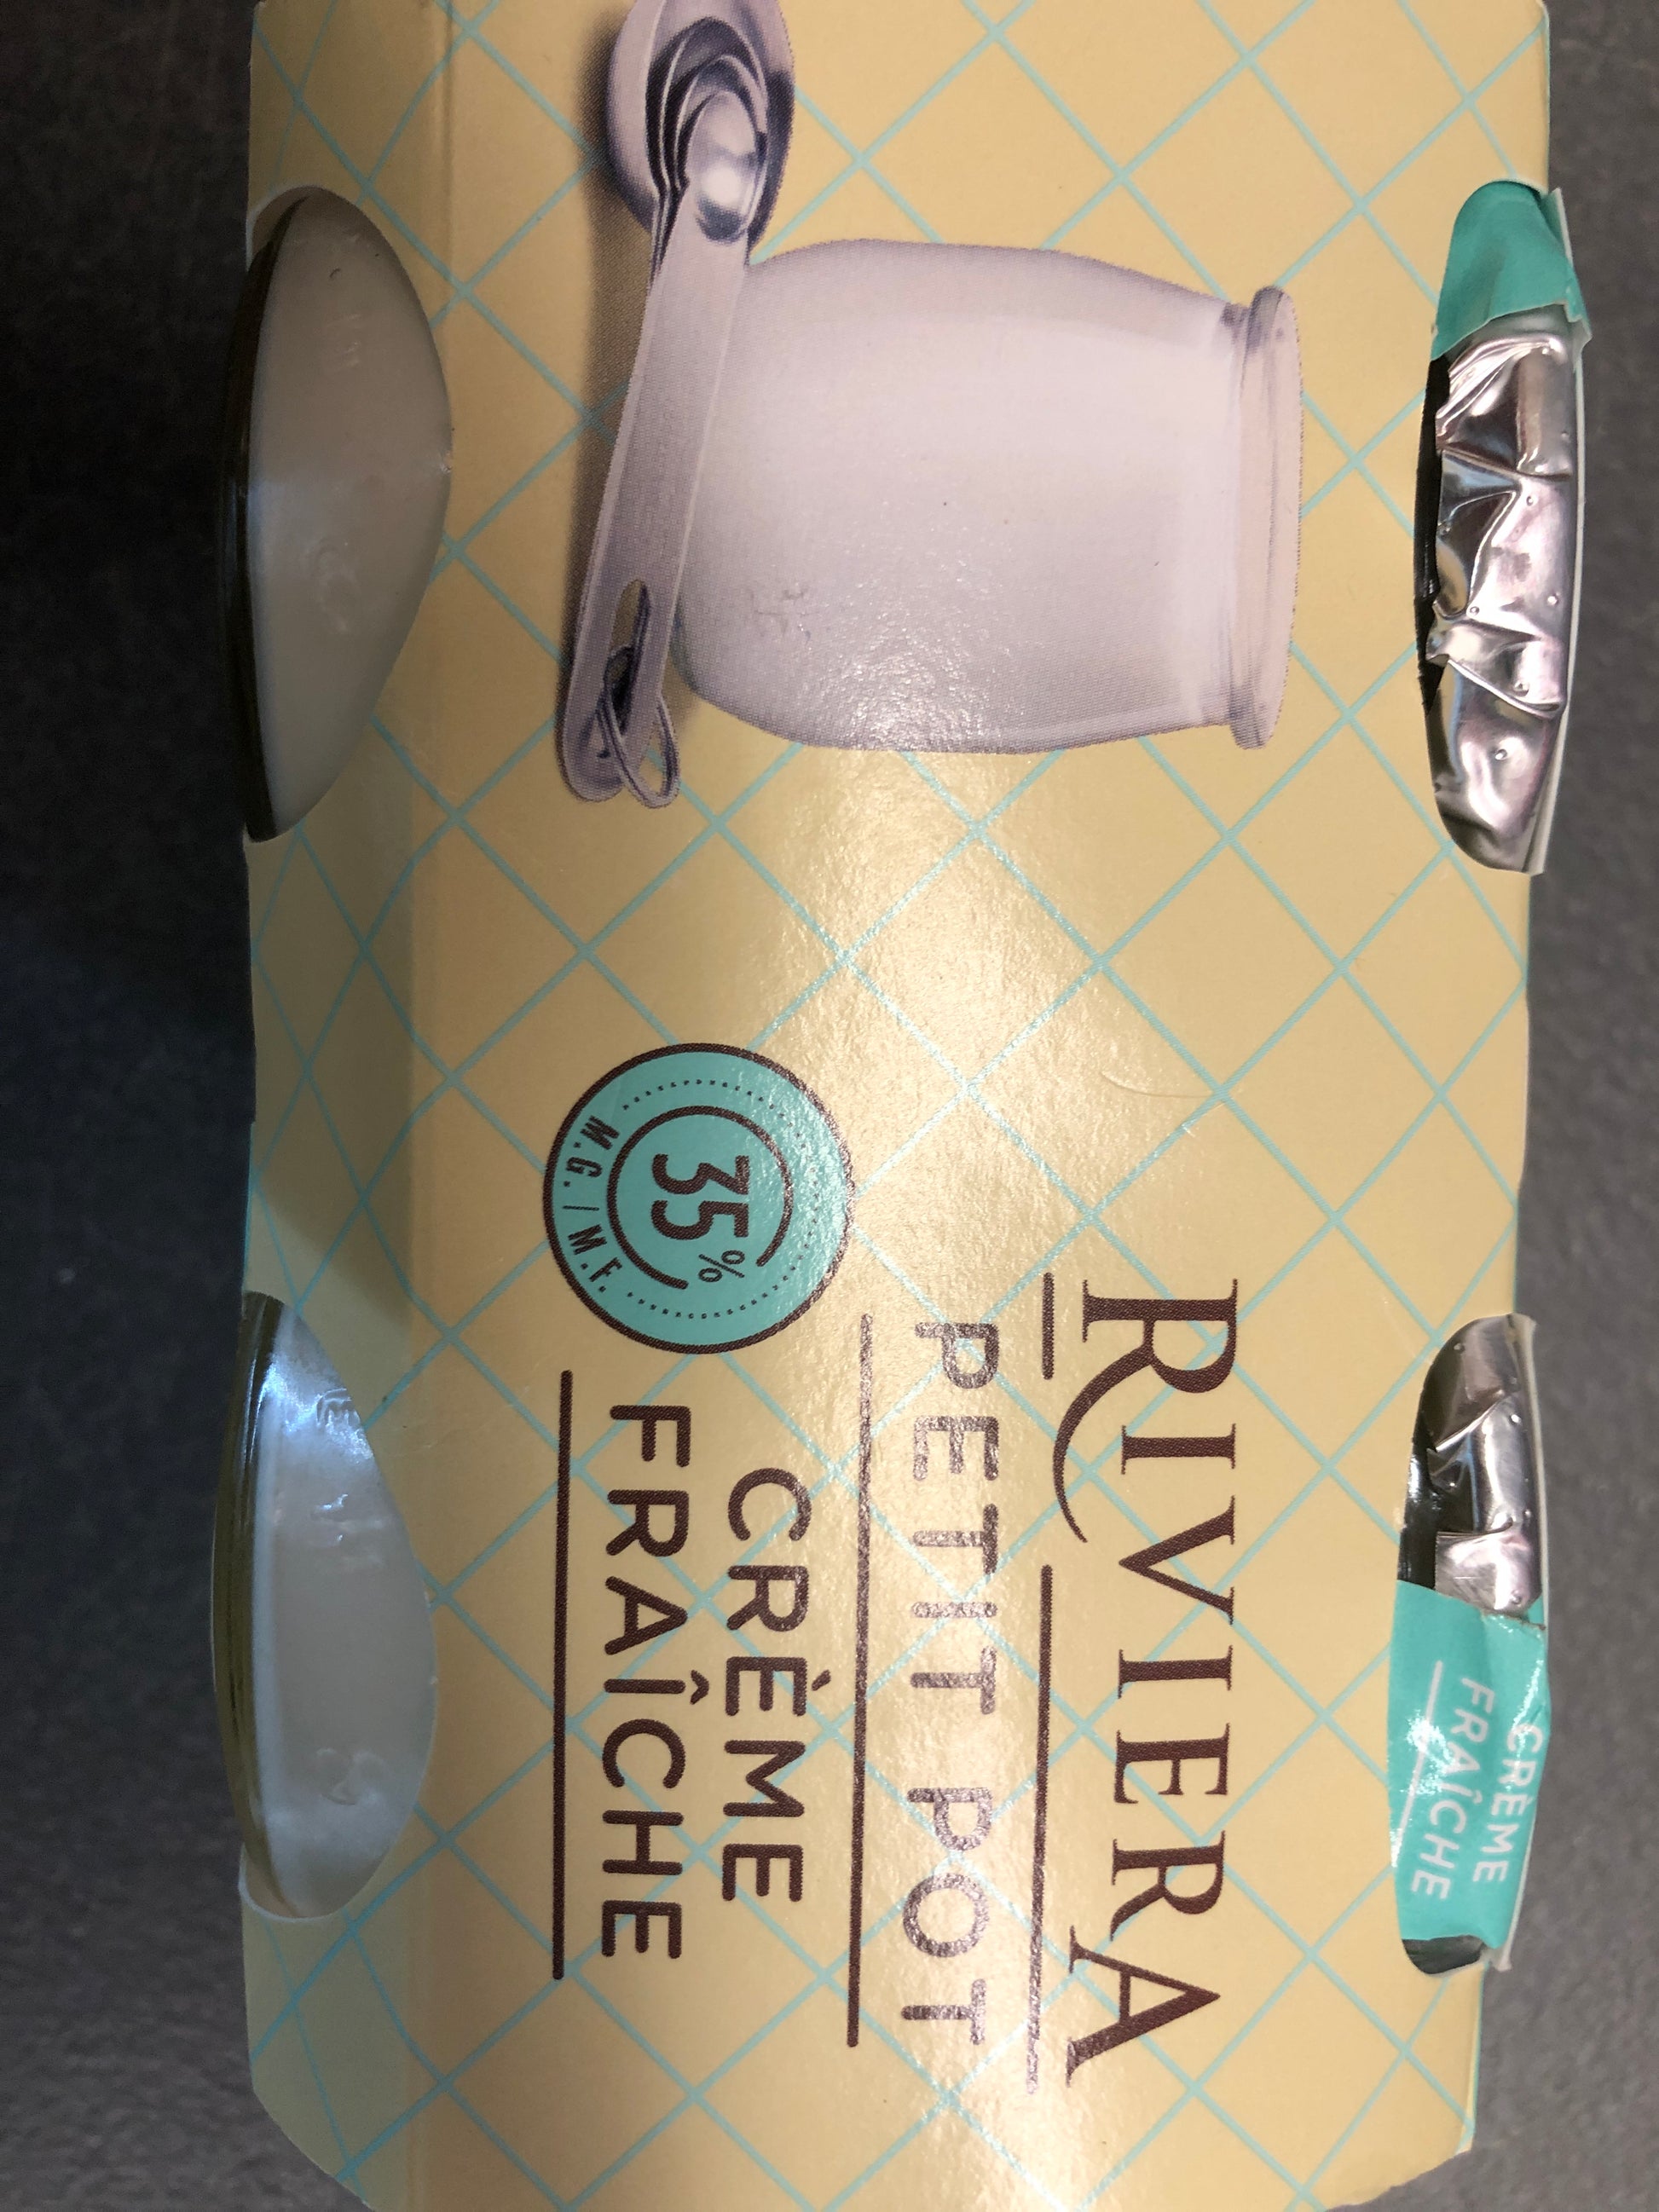 RIVIERA
PETIT POT
CRÈME
FRAÎCHE
35%
M.G. | M.F.
CRÈME
FRAÎCHE